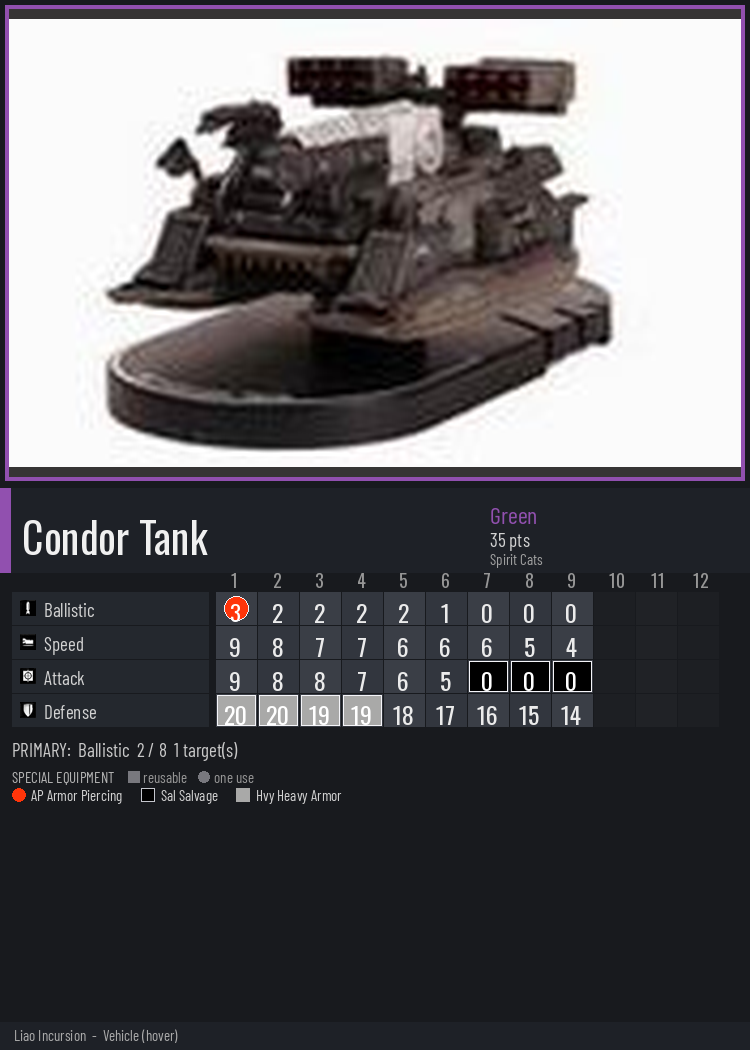 Condor Tank
Green
35 pts
Spirit Cats
1 2 3 4 5 6 7 8 9 10 11 12
Ballistic 3 2 2 2 2 1 0 0 0
Speed 9 8 7 7 6 6 6 5 4
Attack 9 8 8 7 6 5 0 0 0
Defense 20 20 19 19 18 17 16 15 14
PRIMARY: Ballistic 2 / 8 1 target(s)
SPECIAL EQUIPMENT reusable one use
AP Armor Piercing Sal Salvage Hvy Heavy Armor
Liao Incursion - Vehicle (hover)